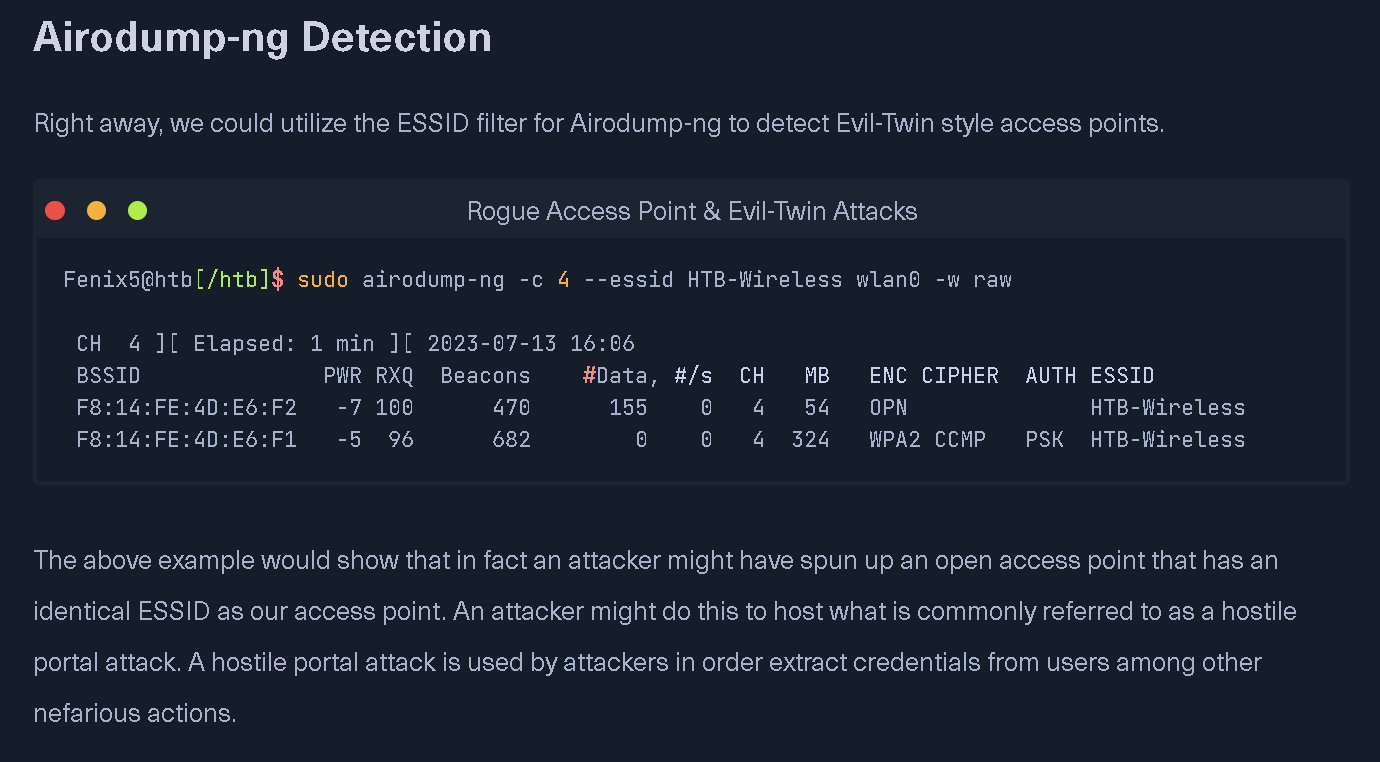 Airodump-ng Detection
Right away, we could utilize the ESSID filter for Airodump-ng to detect Evil-Twin style access points.
Rogue Access Point & Evil-Twin Attacks
Fenix5@htb[/htb]$ sudo airodump-ng -c 4 --essid HTB-Wireless wlan0 -w raw
CH  4 ][ Elapsed: 1 min ][ 2023-07-13 16:06
BSSID              PWR RXQ  Beacons    #Data, #/s  CH   MB   ENC CIPHER  AUTH ESSID
F8:14:FE:4D:E6:F2   -7 100      470      155    0   4   54   OPN              HTB-Wireless
F8:14:FE:4D:E6:F1   -5  96      682        0    0   4  324   WPA2 CCMP   PSK  HTB-Wireless
The above example would show that in fact an attacker might have spun up an open access point that has an
identical ESSID as our access point. An attacker might do this to host what is commonly referred to as a hostile
portal attack. A hostile portal attack is used by attackers in order extract credentials from users among other
nefarious actions.